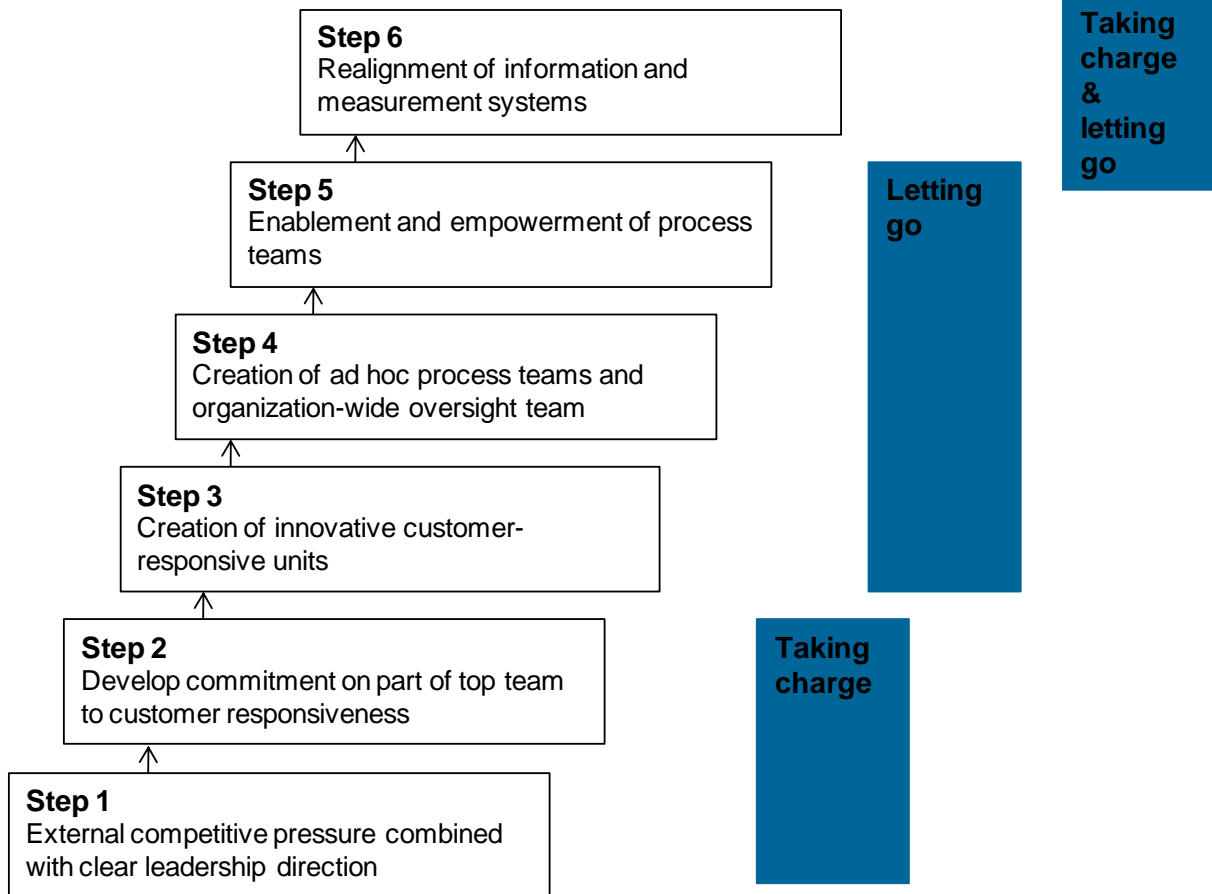 Step 6
Realignment of information and
measurement systems
Taking
charge
&
letting
go
Step 5
Enablement and empowerment of process
teams
Letting
go
Step 4
Creation of ad hoc process teams and
organization-wide oversight team
Step 3
Creation of innovative customer-
responsive units
Step 2
Develop commitment on part of top team
to customer responsiveness
Taking
charge
Step 1
External competitive pressure combined
with clear leadership direction